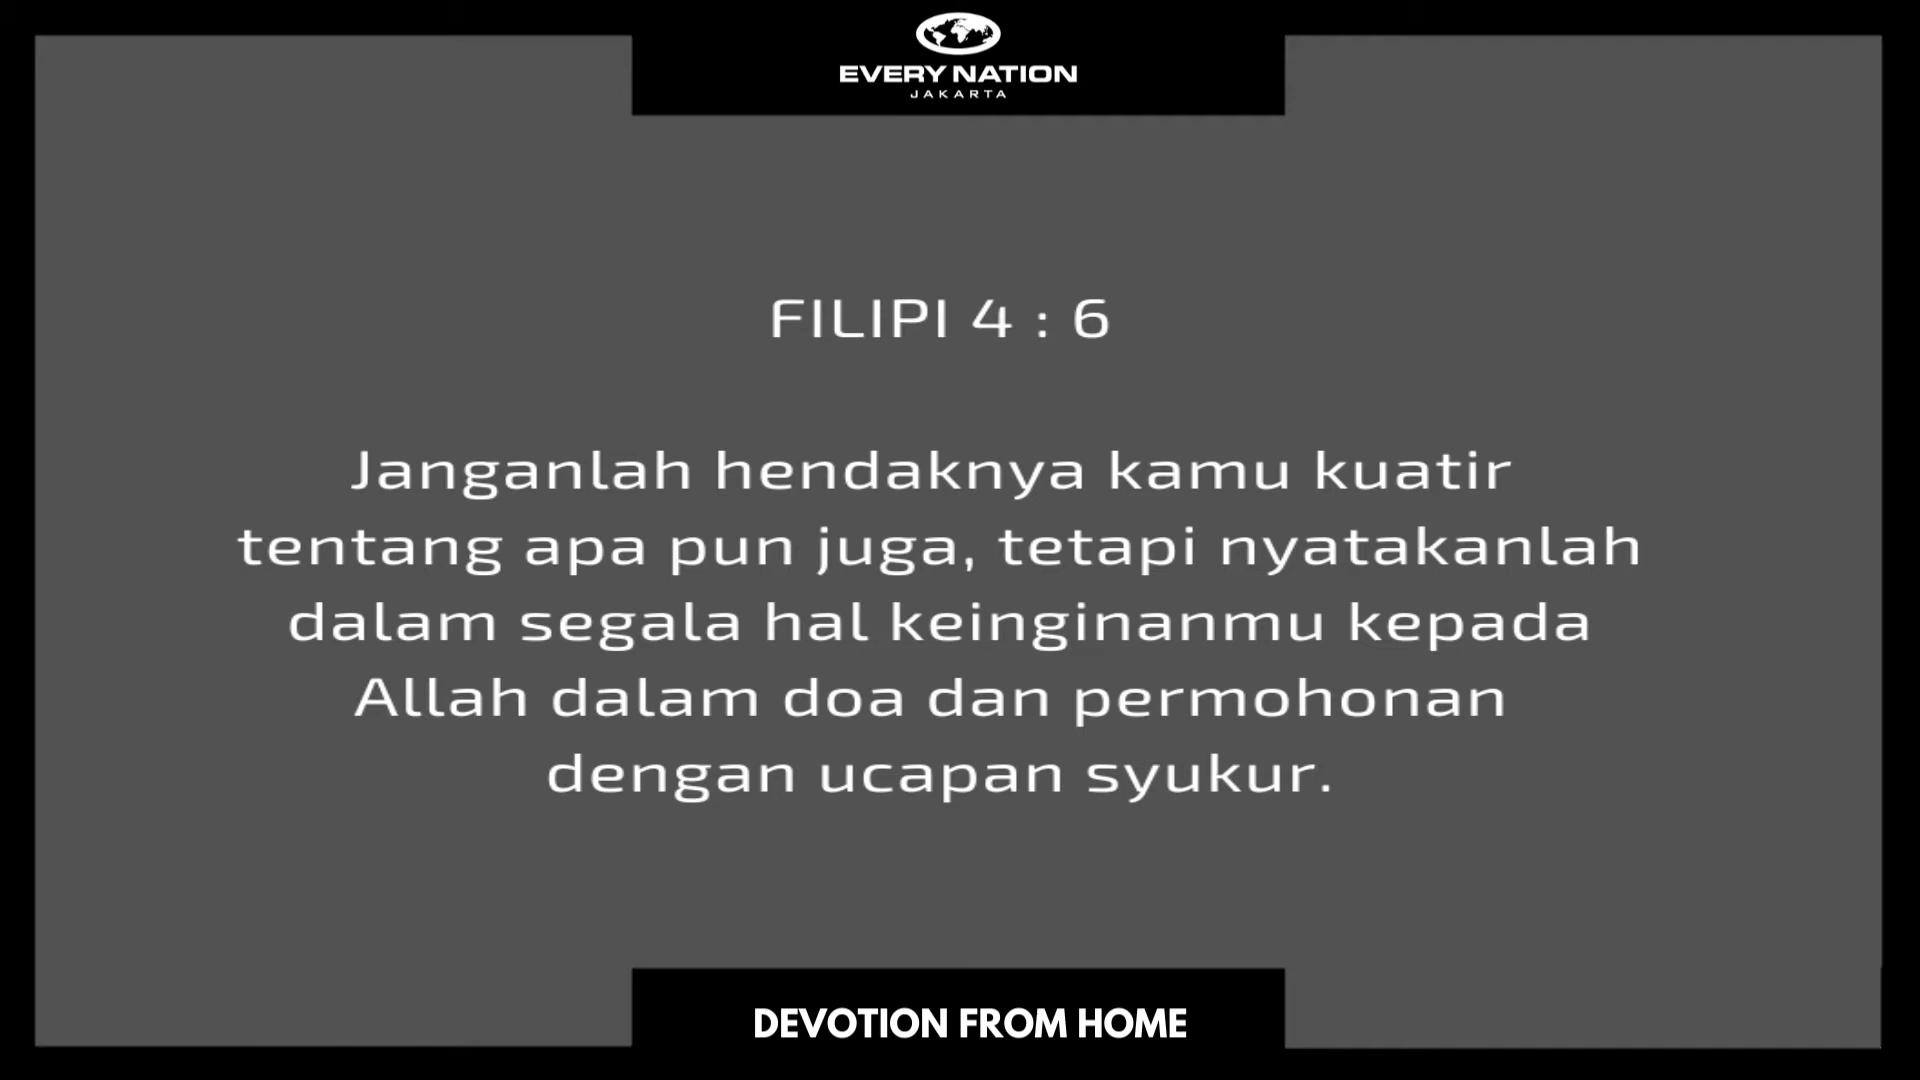 EVERY NATION
JAKARTA
FILIPI 4 : 6
Janganlah hendaknya kamu kuatir
tentang apa pun juga, tetapi nyatakanlah
dalam segala hal keinginanmu kepada
Allah dalam doa dan permohonan
dengan ucapan syukur.
DEVOTION FROM HOME